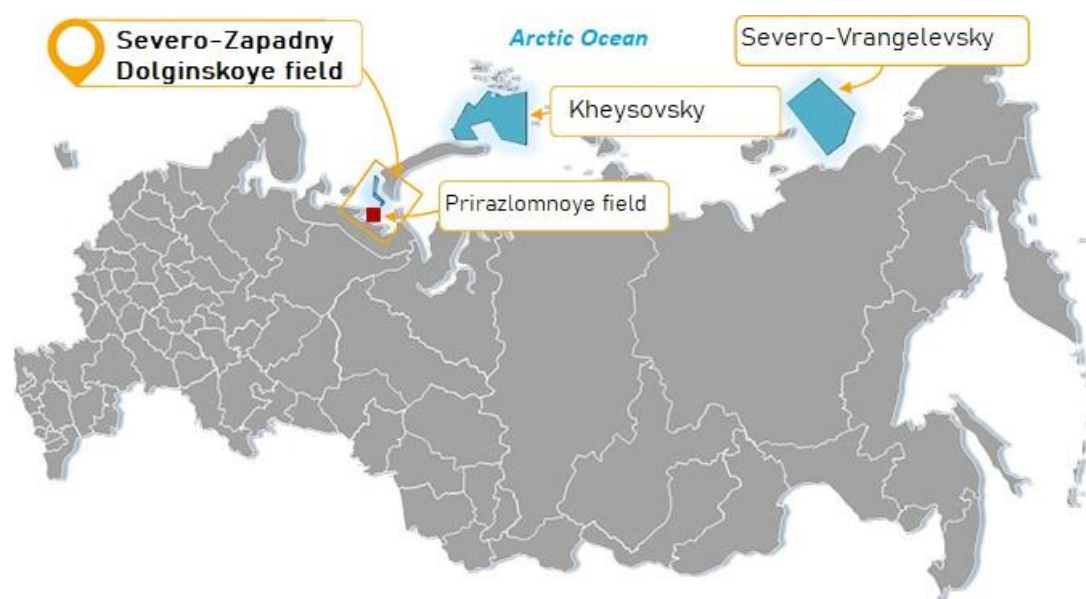 Severo-Zapadny
Dolginskoye field
Arctic Ocean
Severo-Vrangelevsky
Kheysovsky
Prirazlomnoye field